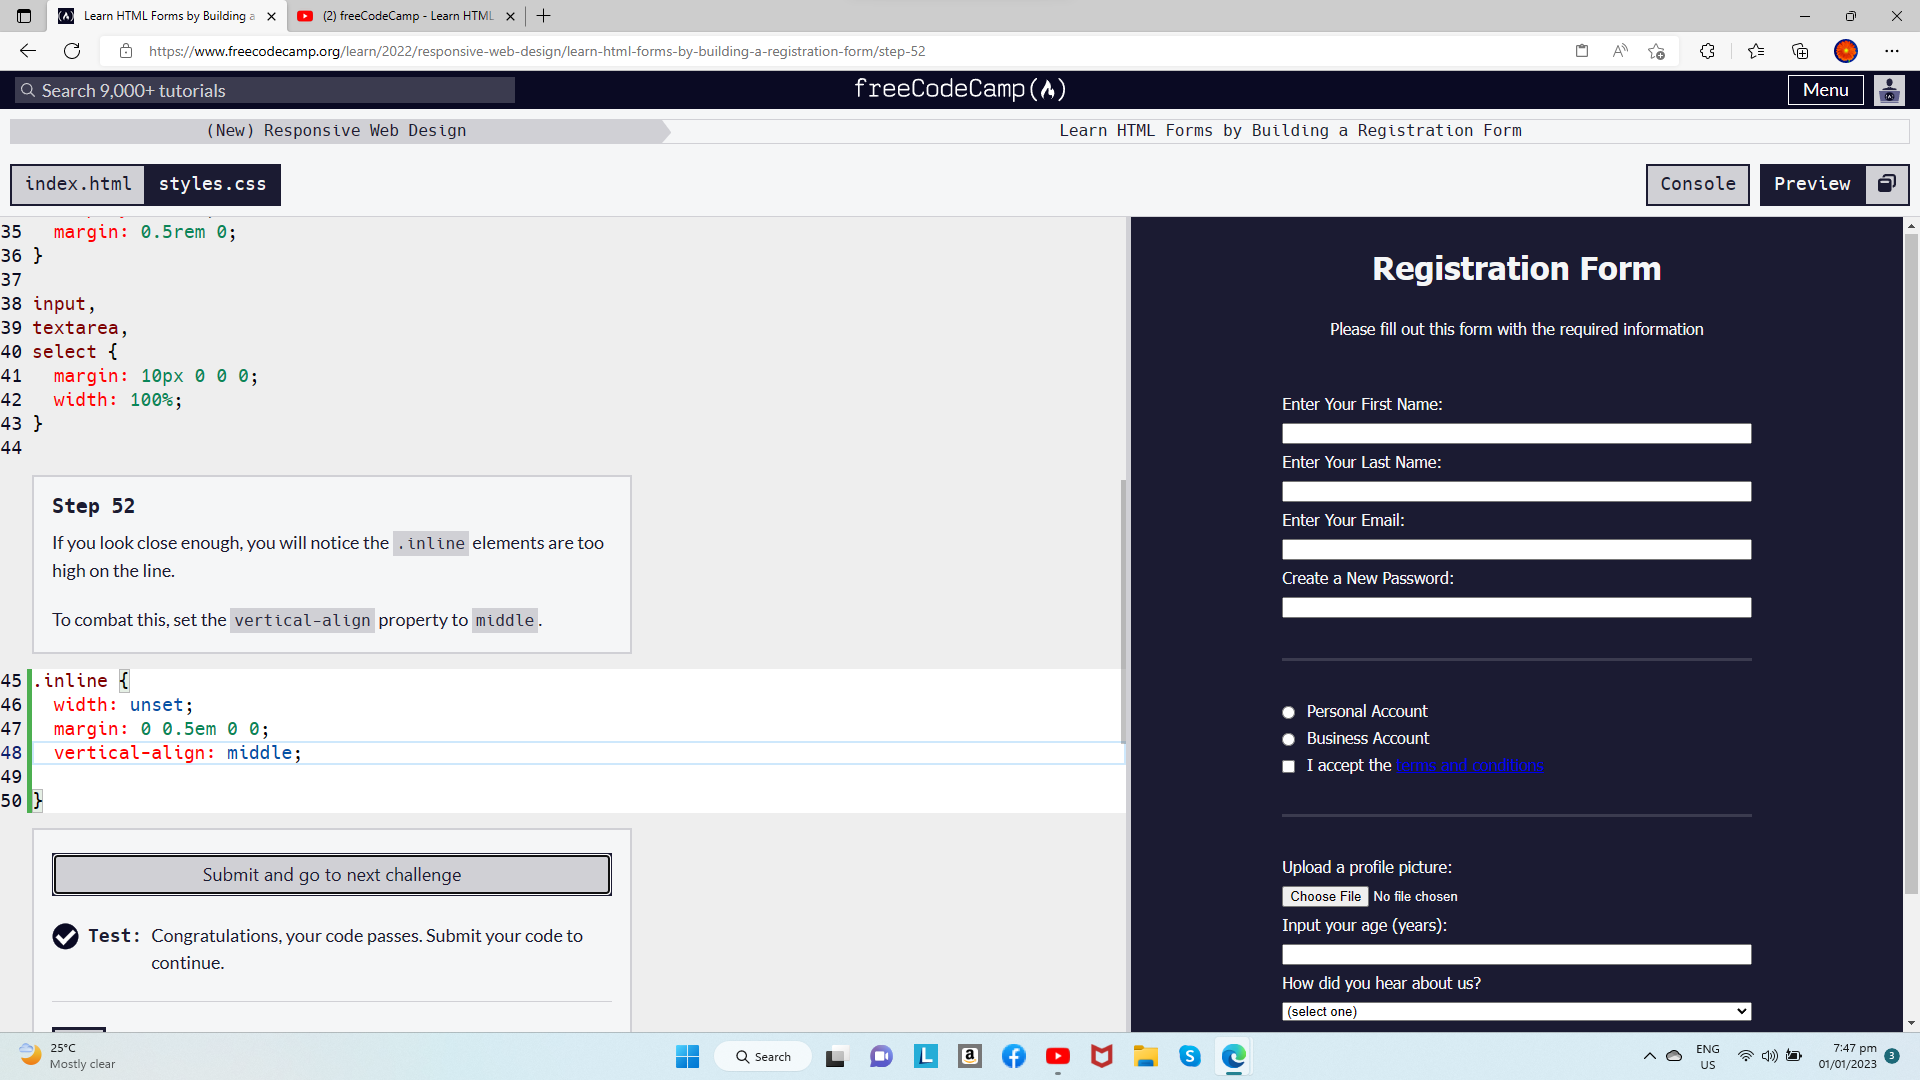 Learn HTML Forms by Building a
(2) freeCodeCamp - Learn HTML
https://www.freecodecamp.org/learn/2022/responsive-web-design/learn-html-forms-by-building-a-registration-form/step-52
Search 9,000+ tutorials
freeCodeCamp
Menu
(New) Responsive Web Design
Learn HTML Forms by Building a Registration Form
index.html
styles.css
Console
Preview
35 margin: 0.5rem 0;
36 }
37
38 input,
39 textarea,
40 select {
41 margin: 10px 0 0 0;
42 width: 100%;
43 }
44
Step 52
If you look close enough, you will notice the .inline elements are too
high on the line.
To combat this, set the vertical-align property to middle.
45 .inline {
46 width: unset;
47 margin: 0 0.5em 0 0;
48 vertical-align: middle;
49
50 }
Submit and go to next challenge
Test: Congratulations, your code passes. Submit your code to
continue.
Registration Form
Please fill out this form with the required information
Enter Your First Name:
Enter Your Last Name:
Enter Your Email:
Create a New Password:
Personal Account
Business Account
I accept the terms and conditions
Upload a profile picture:
Choose File No file chosen
Input your age (years):
How did you hear about us?
(select one)
25°C
Mostly clear
Search
ENG
US
7:47 pm
01/01/2023
3